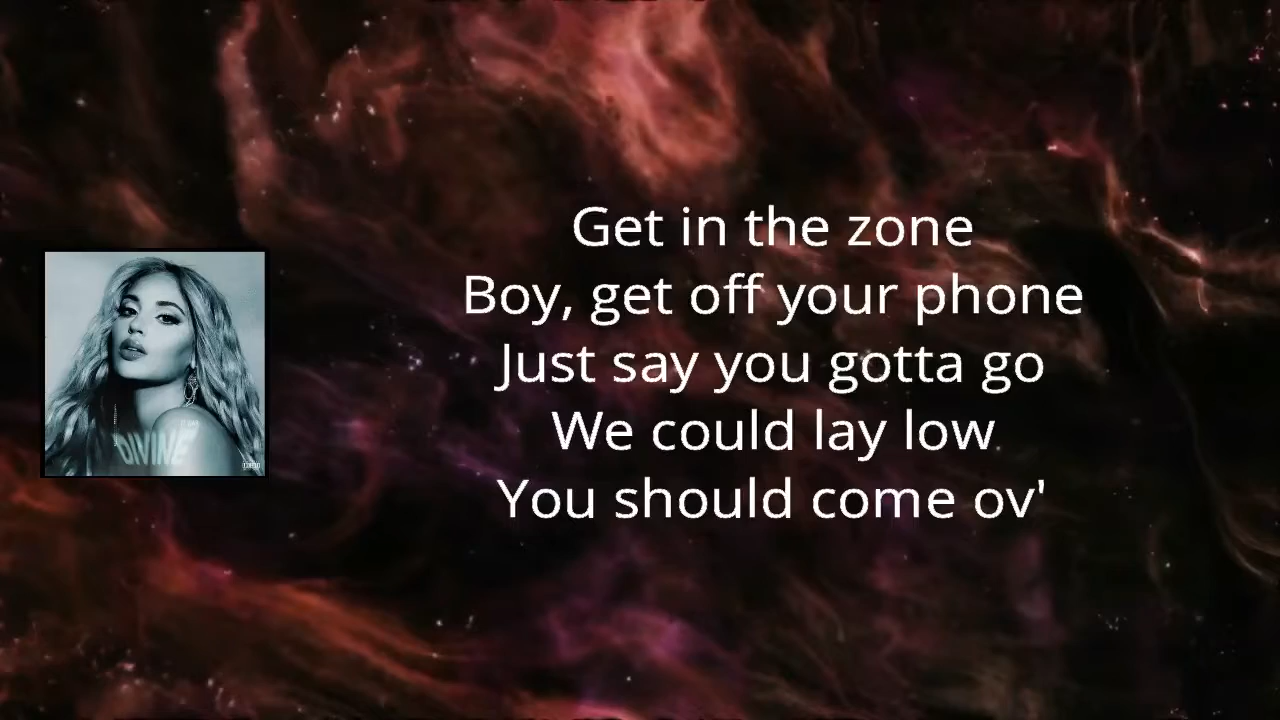 DIVINE
Get in the zone
Boy, get off your phone
Just say you gotta go
We could lay low
You should come ov'